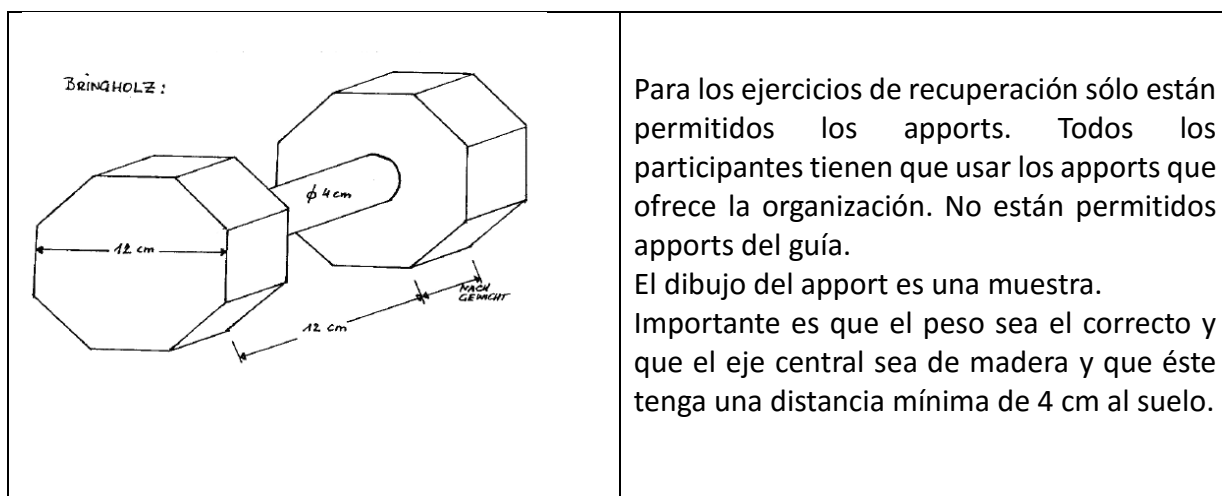 BRINGHOLZ:
ϕ 4 cm
12 cm
12 cm
NACH
GEWICHT
Para los ejercicios de recuperación sólo están
permitidos los apports. Todos los
participantes tienen que usar los apports que
ofrece la organización. No están permitidos
apports del guía.
El dibujo del apport es una muestra.
Importante es que el peso sea el correcto y
que el eje central sea de madera y que éste
tenga una distancia mínima de 4 cm al suelo.